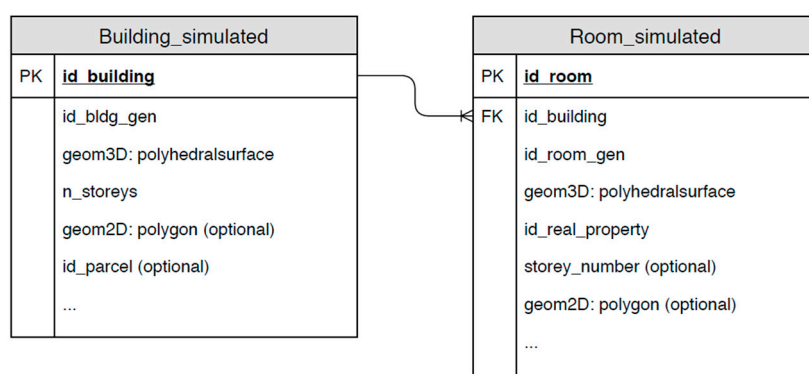 Building_simulated
PK id_building
id_bldg_gen
geom3D: polyhedralsurface
n_storeys
geom2D: polygon (optional)
id_parcel (optional)
...
Room_simulated
PK id_room
FK id_building
id_room_gen
geom3D: polyhedralsurface
id_real_property
storey_number (optional)
geom2D: polygon (optional)
...